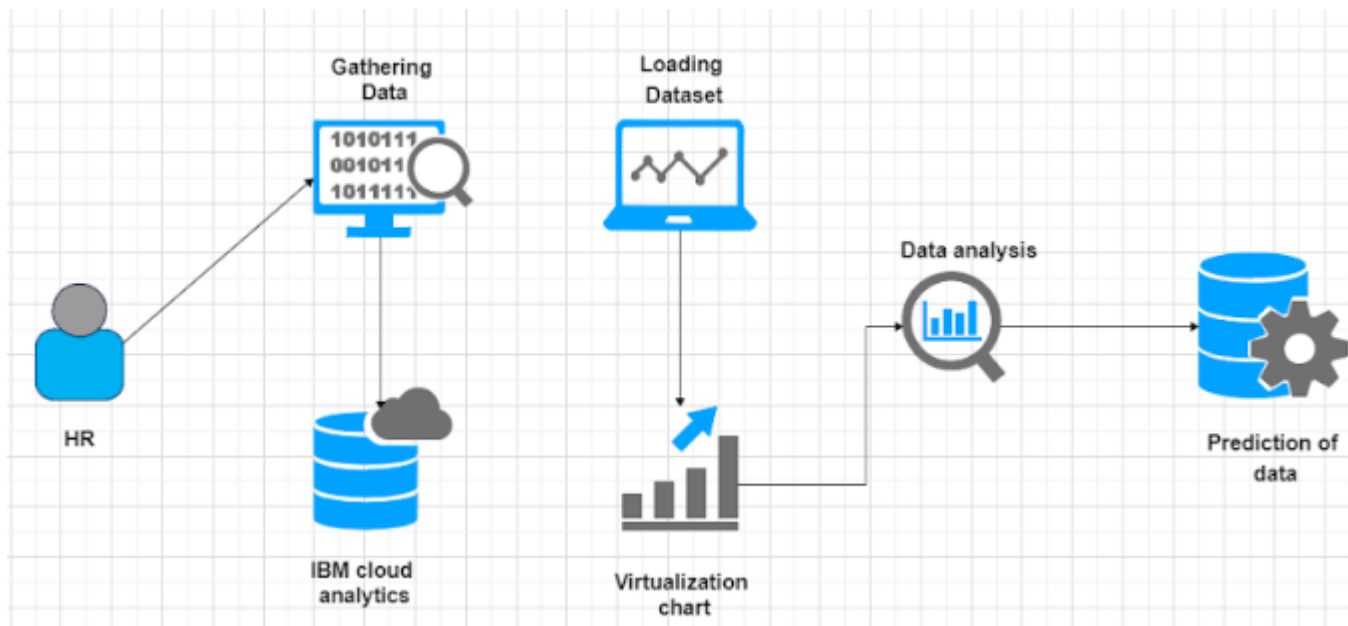 Gathering
Data
1010111
001011
1011111
Loading
Dataset
Data analysis
HR
IBM cloud
analytics
Virtualization
chart
Prediction of
data